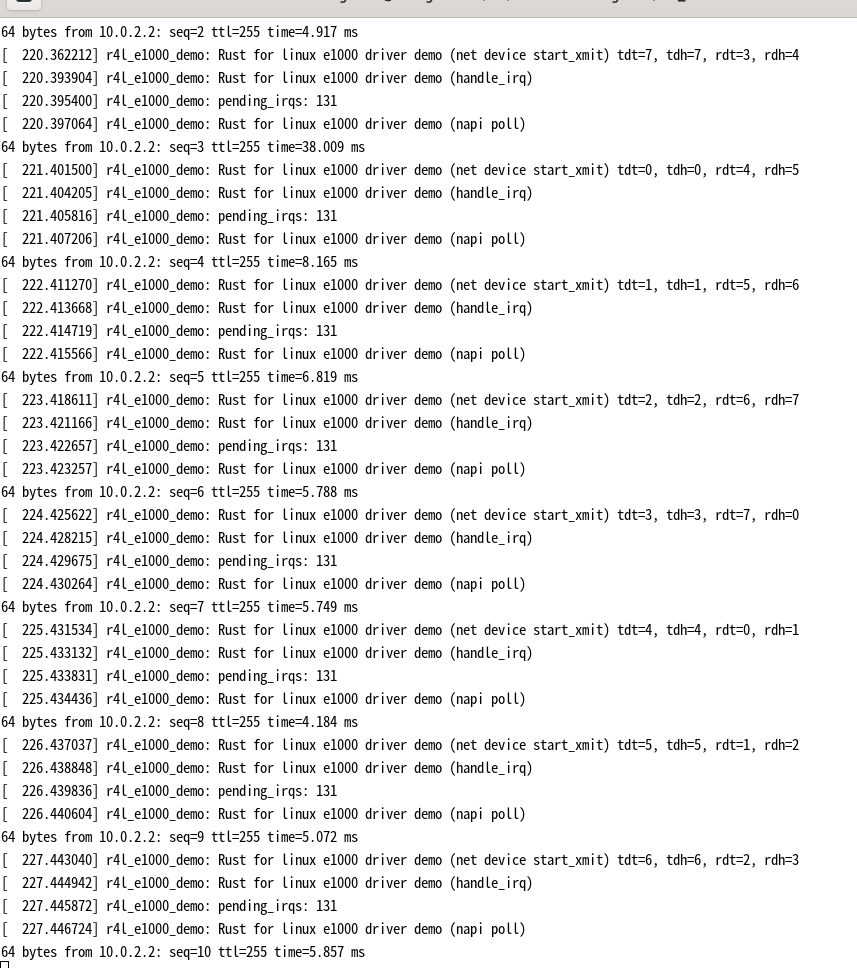 64 bytes from 10.0.2.2: seq=2 ttl=255 time=4.917 ms
[  220.362212] r4l_e1000_demo: Rust for linux e1000 driver demo (net device start_xmit) tdt=7, tdh=7, rdt=3, rdh=4
[  220.393904] r4l_e1000_demo: Rust for linux e1000 driver demo (handle_irq)
[  220.395400] r4l_e1000_demo: pending_irqs: 131
[  220.397064] r4l_e1000_demo: Rust for linux e1000 driver demo (napi poll)
64 bytes from 10.0.2.2: seq=3 ttl=255 time=38.009 ms
[  221.401500] r4l_e1000_demo: Rust for linux e1000 driver demo (net device start_xmit) tdt=0, tdh=0, rdt=4, rdh=5
[  221.404205] r4l_e1000_demo: Rust for linux e1000 driver demo (handle_irq)
[  221.405816] r4l_e1000_demo: pending_irqs: 131
[  221.407206] r4l_e1000_demo: Rust for linux e1000 driver demo (napi poll)
64 bytes from 10.0.2.2: seq=4 ttl=255 time=8.165 ms
[  222.411270] r4l_e1000_demo: Rust for linux e1000 driver demo (net device start_xmit) tdt=1, tdh=1, rdt=5, rdh=6
[  222.413668] r4l_e1000_demo: Rust for linux e1000 driver demo (handle_irq)
[  222.414719] r4l_e1000_demo: pending_irqs: 131
[  222.415566] r4l_e1000_demo: Rust for linux e1000 driver demo (napi poll)
64 bytes from 10.0.2.2: seq=5 ttl=255 time=6.819 ms
[  223.418611] r4l_e1000_demo: Rust for linux e1000 driver demo (net device start_xmit) tdt=2, tdh=2, rdt=6, rdh=7
[  223.421166] r4l_e1000_demo: Rust for linux e1000 driver demo (handle_irq)
[  223.422657] r4l_e1000_demo: pending_irqs: 131
[  223.423257] r4l_e1000_demo: Rust for linux e1000 driver demo (napi poll)
64 bytes from 10.0.2.2: seq=6 ttl=255 time=5.788 ms
[  224.425622] r4l_e1000_demo: Rust for linux e1000 driver demo (net device start_xmit) tdt=3, tdh=3, rdt=7, rdh=0
[  224.428215] r4l_e1000_demo: Rust for linux e1000 driver demo (handle_irq)
[  224.429675] r4l_e1000_demo: pending_irqs: 131
[  224.430264] r4l_e1000_demo: Rust for linux e1000 driver demo (napi poll)
64 bytes from 10.0.2.2: seq=7 ttl=255 time=5.749 ms
[  225.431534] r4l_e1000_demo: Rust for linux e1000 driver demo (net device start_xmit) tdt=4, tdh=4, rdt=0, rdh=1
[  225.433132] r4l_e1000_demo: Rust for linux e1000 driver demo (handle_irq)
[  225.433831] r4l_e1000_demo: pending_irqs: 131
[  225.434436] r4l_e1000_demo: Rust for linux e1000 driver demo (napi poll)
64 bytes from 10.0.2.2: seq=8 ttl=255 time=4.184 ms
[  226.437037] r4l_e1000_demo: Rust for linux e1000 driver demo (net device start_xmit) tdt=5, tdh=5, rdt=1, rdh=2
[  226.438848] r4l_e1000_demo: Rust for linux e1000 driver demo (handle_irq)
[  226.439836] r4l_e1000_demo: pending_irqs: 131
[  226.440604] r4l_e1000_demo: Rust for linux e1000 driver demo (napi poll)
64 bytes from 10.0.2.2: seq=9 ttl=255 time=5.072 ms
[  227.443040] r4l_e1000_demo: Rust for linux e1000 driver demo (net device start_xmit) tdt=6, tdh=6, rdt=2, rdh=3
[  227.444942] r4l_e1000_demo: Rust for linux e1000 driver demo (handle_irq)
[  227.445872] r4l_e1000_demo: pending_irqs: 131
[  227.446724] r4l_e1000_demo: Rust for linux e1000 driver demo (napi poll)
64 bytes from 10.0.2.2: seq=10 ttl=255 time=5.857 ms